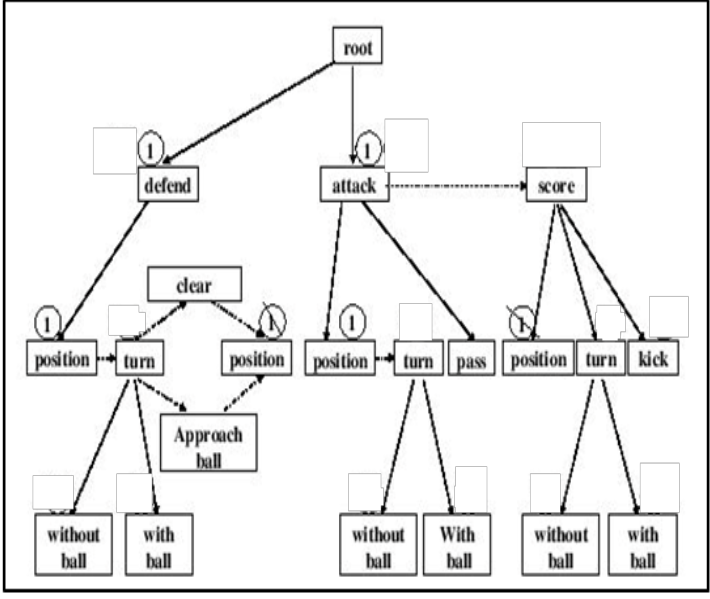 root
1
1
defend
attack
score
clear
1
1
1
1
position
turn
position
position
turn
pass
position
turn
kick
Approach
ball
without
ball
with
ball
without
ball
With
ball
without
ball
with
ball